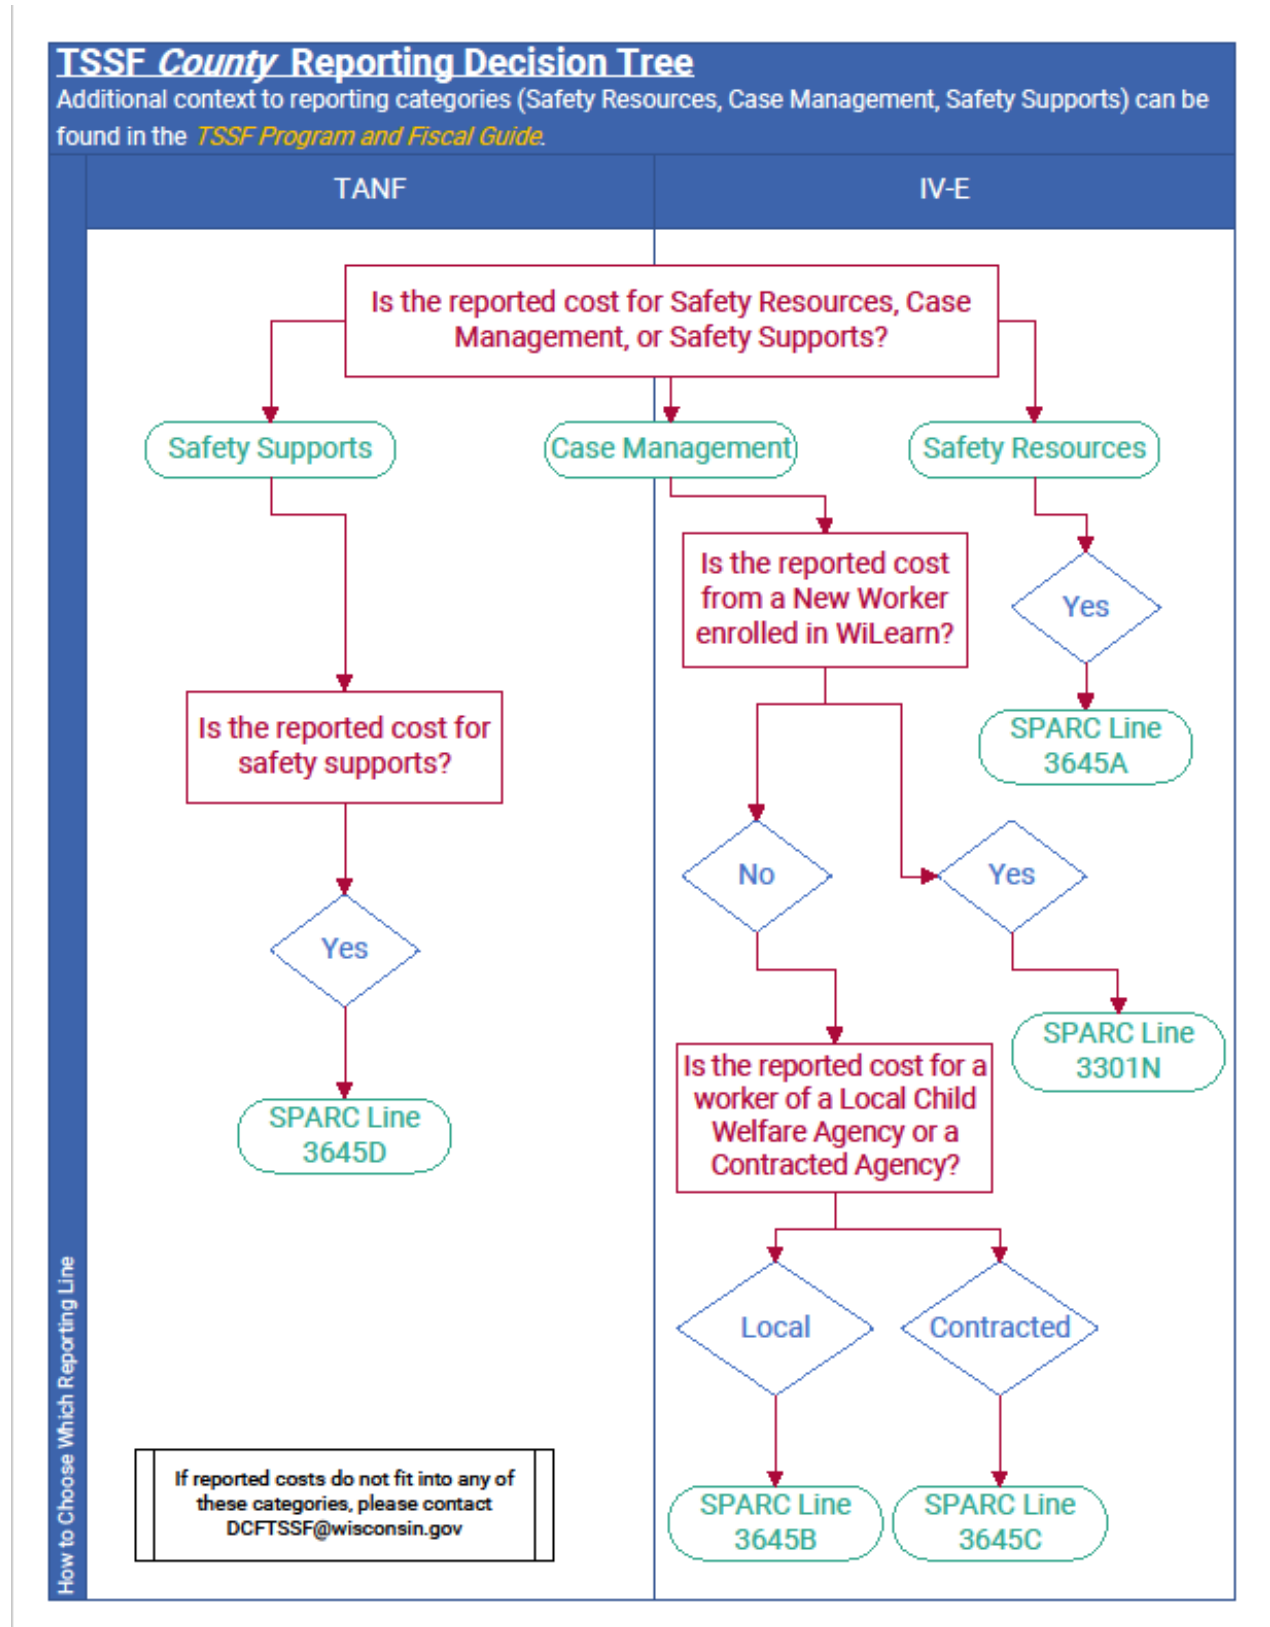 TSSF County Reporting Decision Tree
Additional context to reporting categories (Safety Resources, Case Management, Safety Supports) can be
found in the TSSF Program and Fiscal Guide.
TANF
IV-E
Is the reported cost for Safety Resources, Case
Management, or Safety Supports?
Safety Supports
Case Management
Safety Resources
Is the reported cost
from a New Worker
enrolled in WiLearn?
Yes
Is the reported cost for
safety supports?
SPARC Line
3645A
No
Yes
Yes
SPARC Line
3301N
Is the reported cost for a
worker of a Local Child
Welfare Agency or a
Contracted Agency?
SPARC Line
3645D
Local
Contracted
If reported costs do not fit into any of
these categories, please contact
DCFTSSF@wisconsin.gov
SPARC Line
3645B
SPARC Line
3645C
How to Choose Which Reporting Line